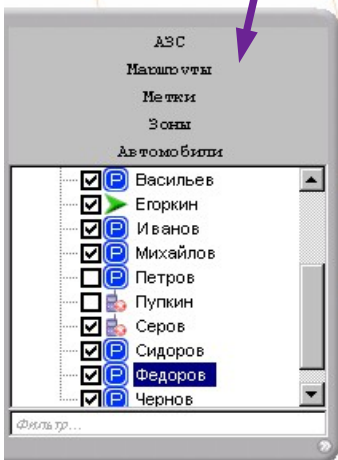 АЗС
Маршруты
Метки
Зоны
Автомобили
Васильев
Егоркин
Иванов
Михайлов
Петров
Пупкин
Серов
Сидоров
Федоров
Чернов
Фильтр...